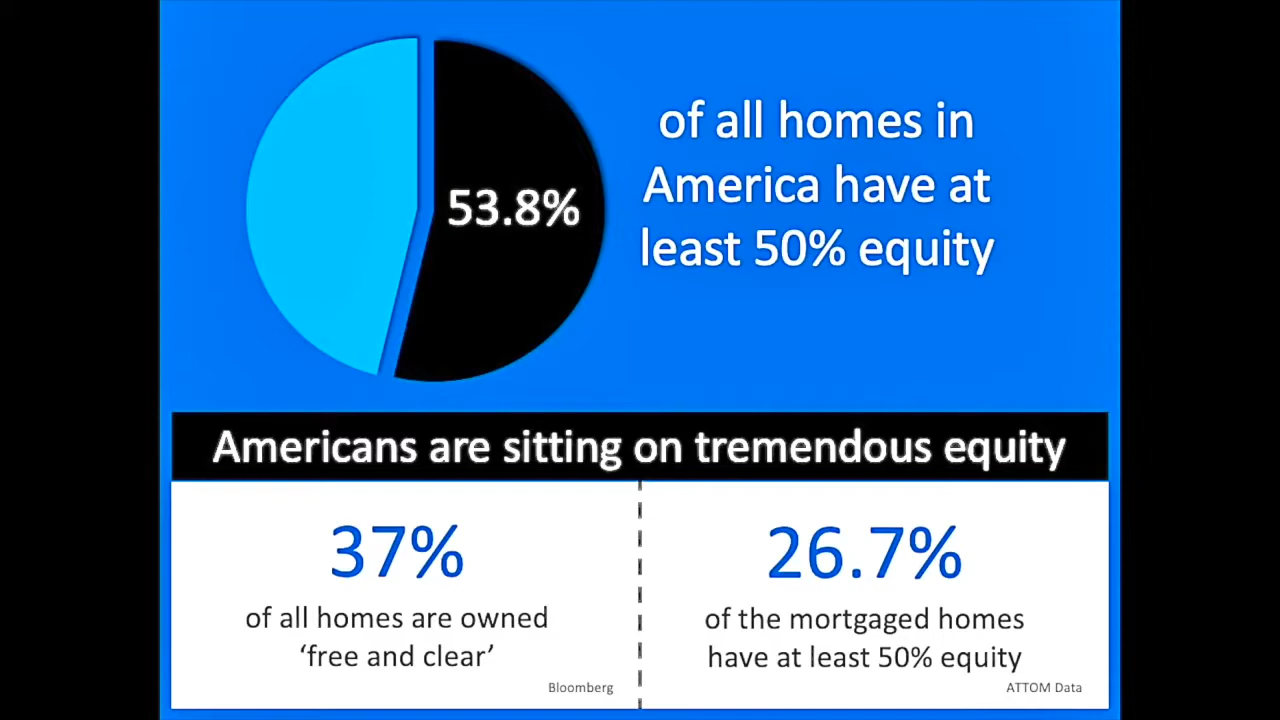 53.8%
of all homes in
America have at
least 50% equity
Americans are sitting on tremendous equity
37%
of all homes are owned
‘free and clear’
Bloomberg
26.7%
of the mortgaged homes
have at least 50% equity
ATTOM Data